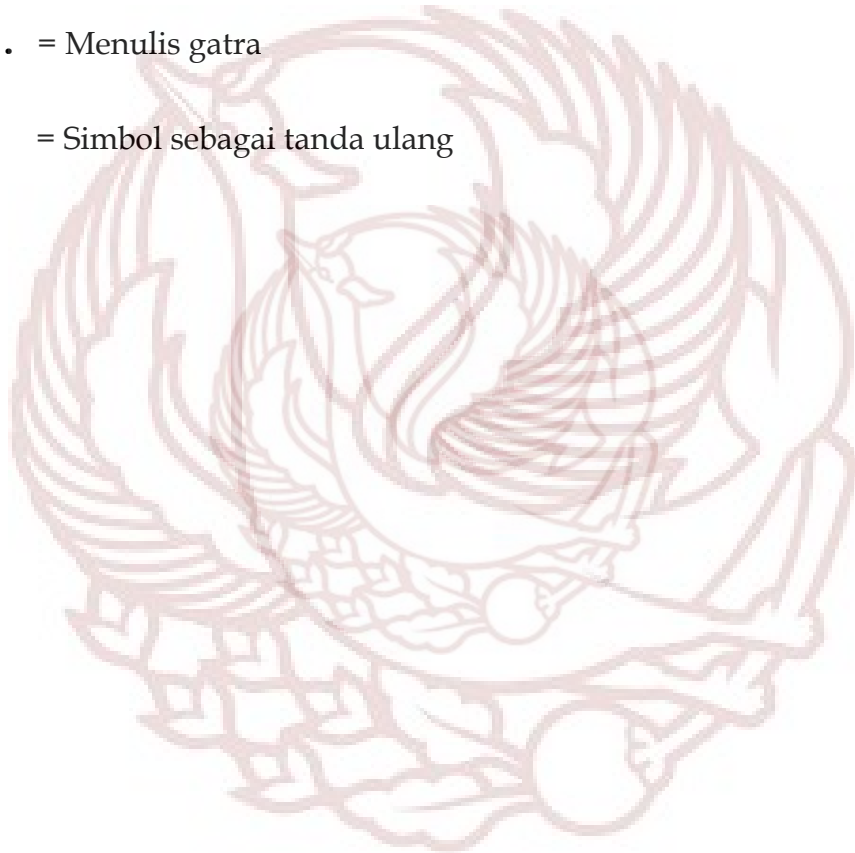 . = Menulis gatra
= Simbol sebagai tanda ulang